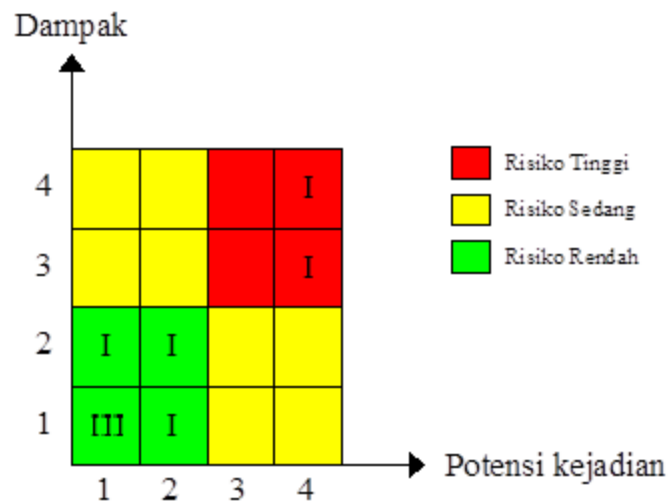 Dampak
4 I
3 I
2 I I
1 III I
1 2 3 4
Potensi kejadian
Risiko Tinggi
Risiko Sedang
Risiko Rendah